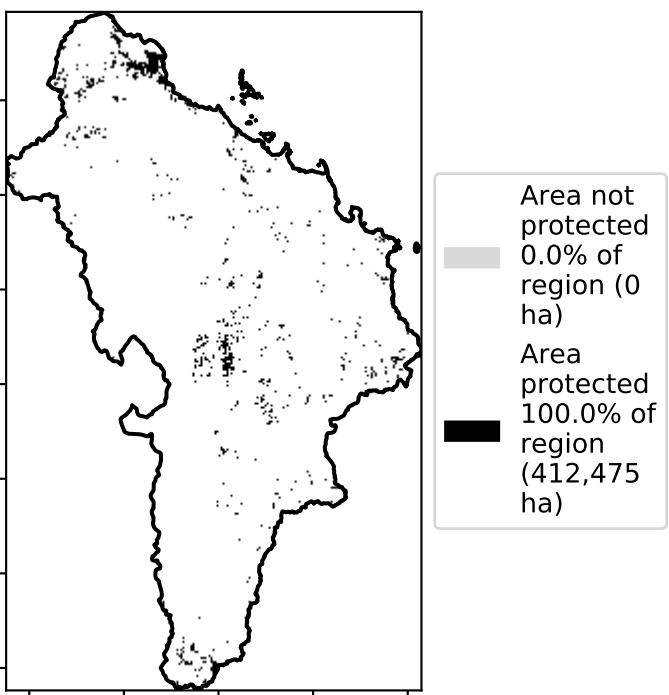 Area not
protected
0.0% of
region (0
ha)
Area
protected
100.0% of
region
(412,475
ha)